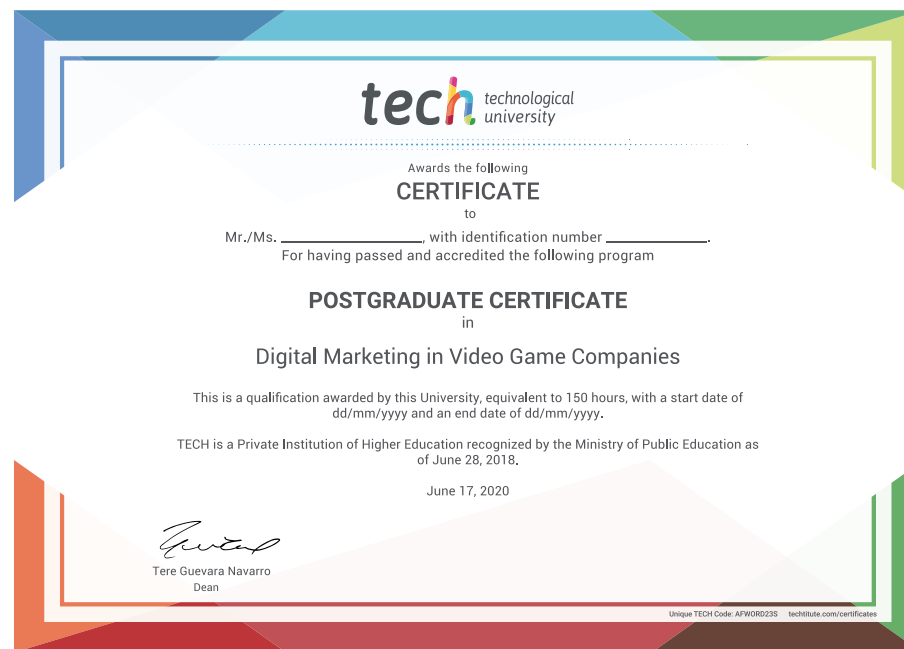 tech technological
university
Awards the following
CERTIFICATE
to
Mr./Ms. ____________________, with identification number ______________.
For having passed and accredited the following program
POSTGRADUATE CERTIFICATE
in
Digital Marketing in Video Game Companies
This is a qualification awarded by this University, equivalent to 150 hours, with a start date of
dd/mm/yyyy and an end date of dd/mm/yyyy.
TECH is a Private Institution of Higher Education recognized by the Ministry of Public Education as
of June 28, 2018.
June 17, 2020
Tere Guevara Navarro
Dean
Unique TECH Code: AFWORD23S techtitute.com/certificates